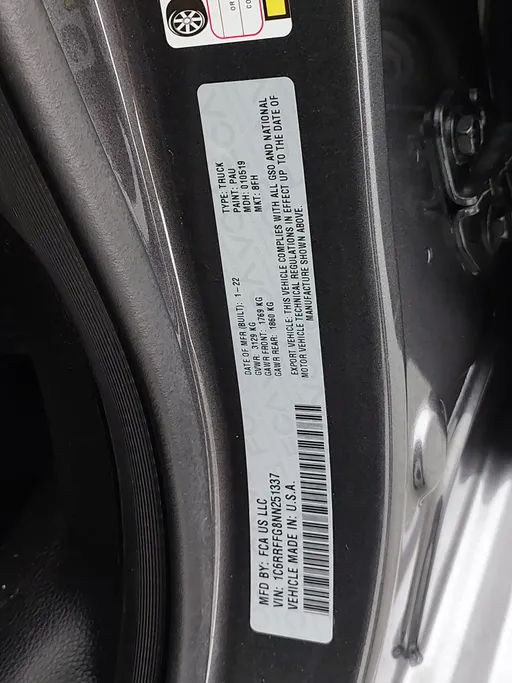 MFD BY: FCA US LLC
VIN: 1C6RRFFG8NN251337
VEHICLE MADE IN: U.S.A.
DATE OF MFR (BUILT): 1-22
GVWR: 3129 KG
GAWR FRONT: 1769 KG
GAWR REAR: 1860 KG
TYPE: TRUCK
PAINT: PAU
MDH: 010519
MKT: 8FH
EXPORT VEHICLE: THIS VEHICLE COMPLIES WITH ALL GSO AND NATIONAL
MOTOR VEHICLE TECHNICAL REGULATIONS IN EFFECT UP TO THE DATE OF
MANUFACTURE SHOWN ABOVE.
OR